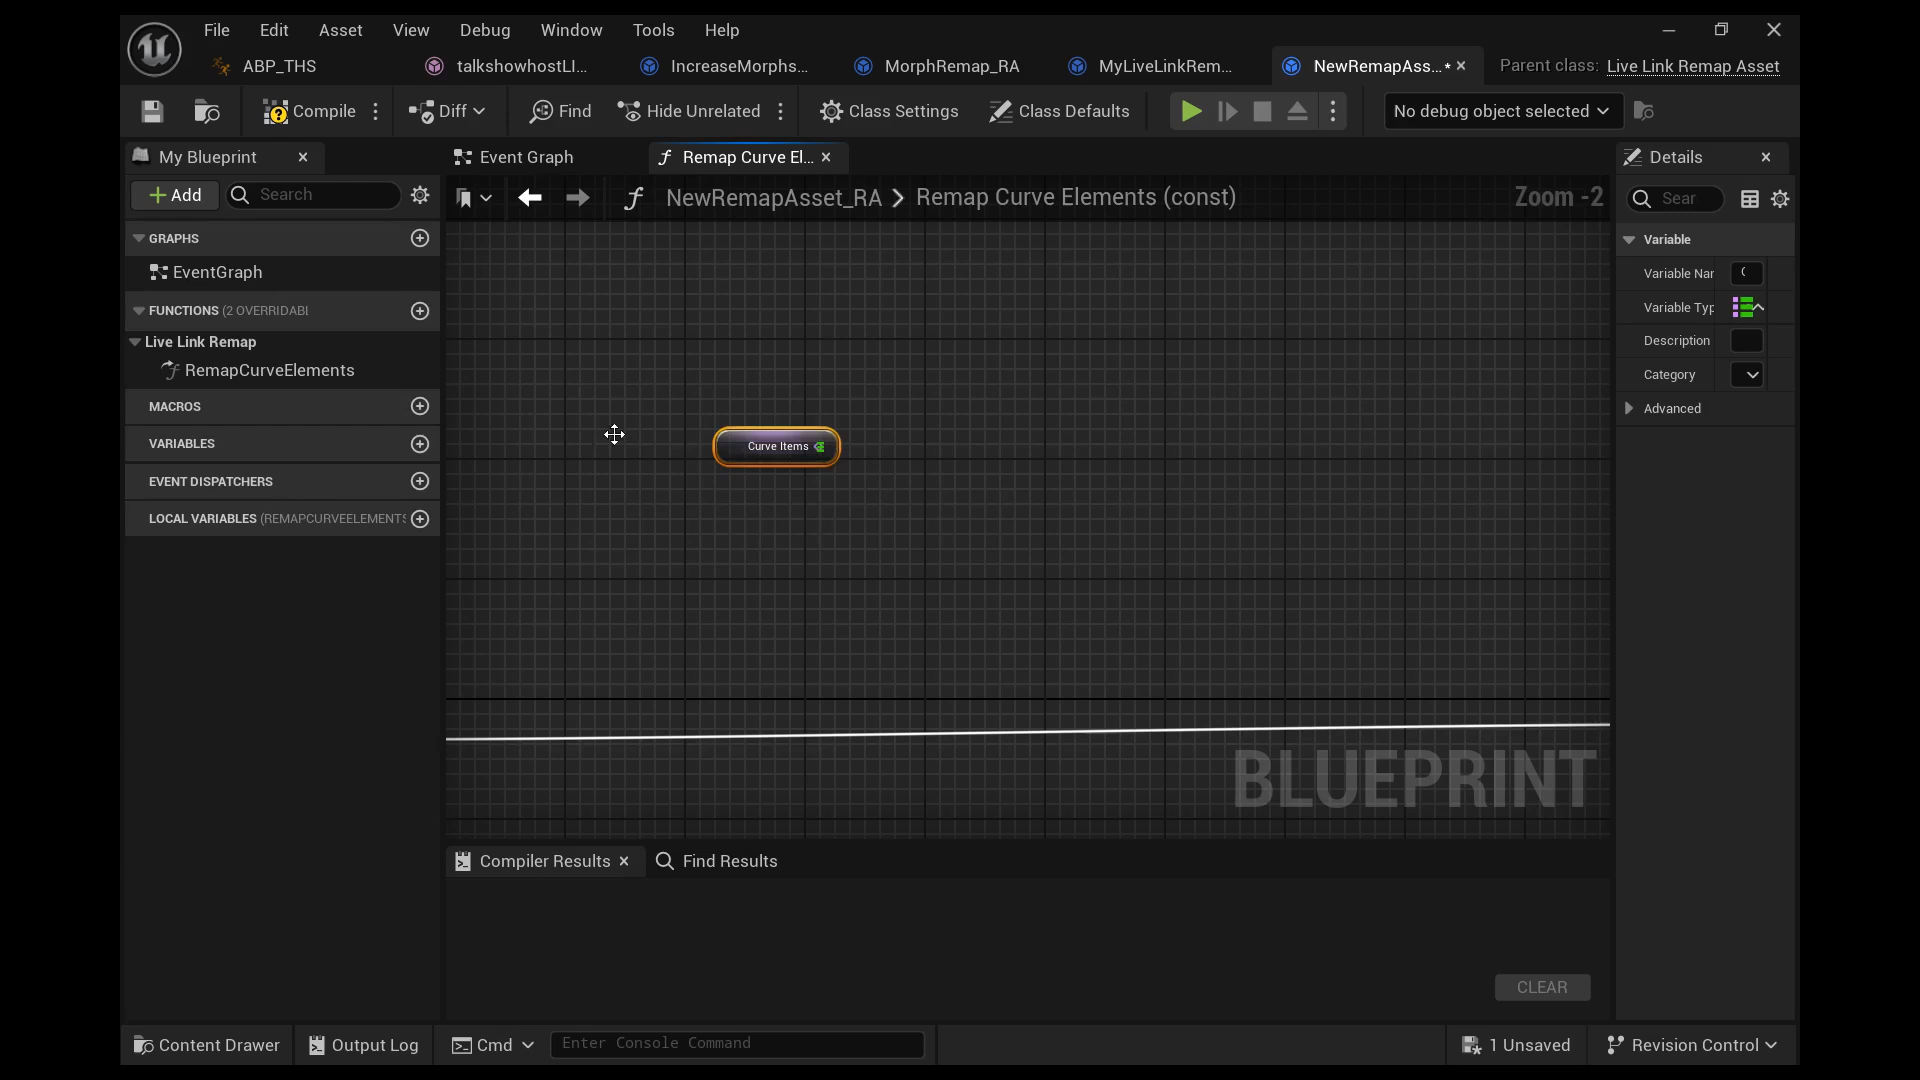 File Edit Asset View Debug Window Tools Help
ABP_THS talkshowhostLI... IncreaseMorphs... MorphRemap_RA MyLiveLinkRem... NewRemapAss...* Parent class: Live Link Remap Asset
Compile Diff Find Hide Unrelated Class Settings Class Defaults No debug object selected
My Blueprint Event Graph Remap Curve El... Details
Add Search NewRemapAsset_RA > Remap Curve Elements (const) Zoom -2 Sear
GRAPHS
Variable
EventGraph
Variable Nar
FUNCTIONS (2 OVERRIDABI
Variable Typ
Live Link Remap
Description
RemapCurveElements
Category
MACROS
Advanced
VARIABLES
Curve Items
EVENT DISPATCHERS
LOCAL VARIABLES (REMAPCURVEELEMENTS
BLUEPRINT
Compiler Results Find Results
CLEAR
Content Drawer Output Log Cmd Enter Console Command 1 Unsaved Revision Control